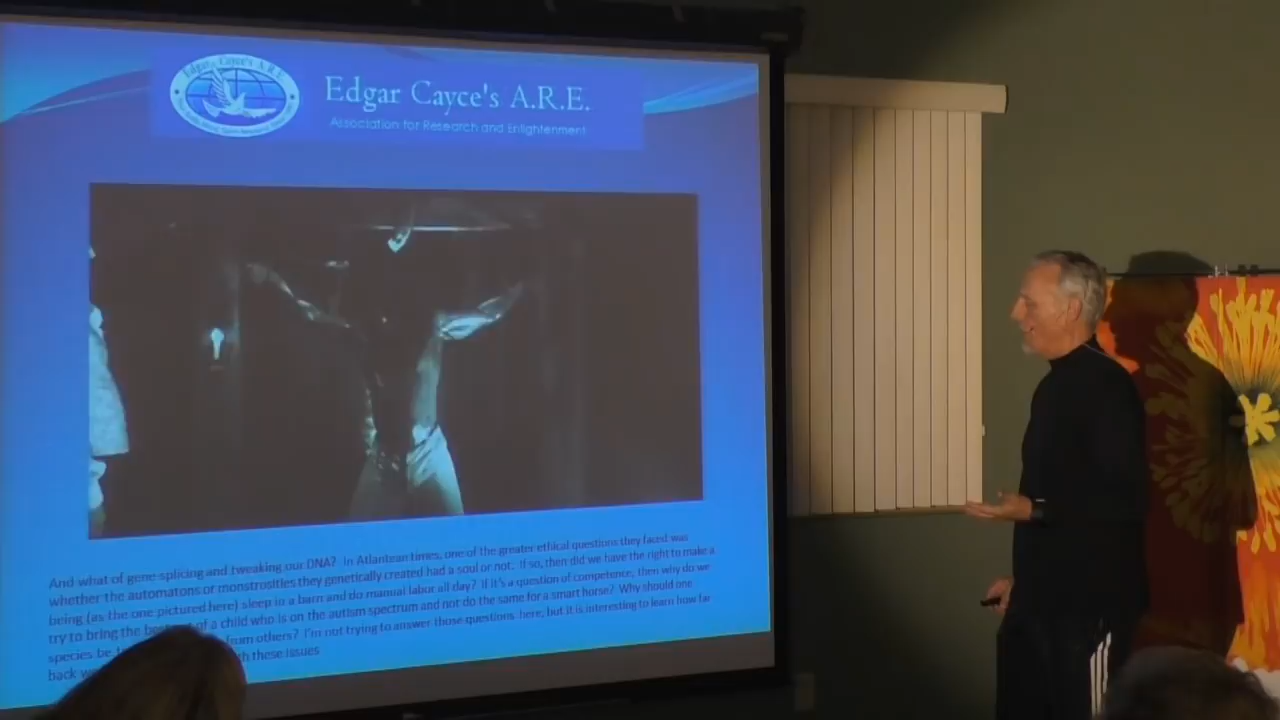 Edgar Cayce's A.R.E.
Edgar Cayce's A.R.E.
Association for Research and Enlightenment
And what of gene-splicing and tweaking our DNA? In Atlantean times, one of the greater ethical questions they faced was
whether the automatons or monstrosities they genetically created had a soul or not. If so, then did we have the right to make a
being (as the one pictured here) sleep in a barn and do manual labor all day? If it's a question of competence, then why do we
try to bring the of a child who is on the autism spectrum and not do the same for a smart horse? Why should one
species be from others? I'm not trying to answer those questions here, but it is interesting to learn how far
back these issues